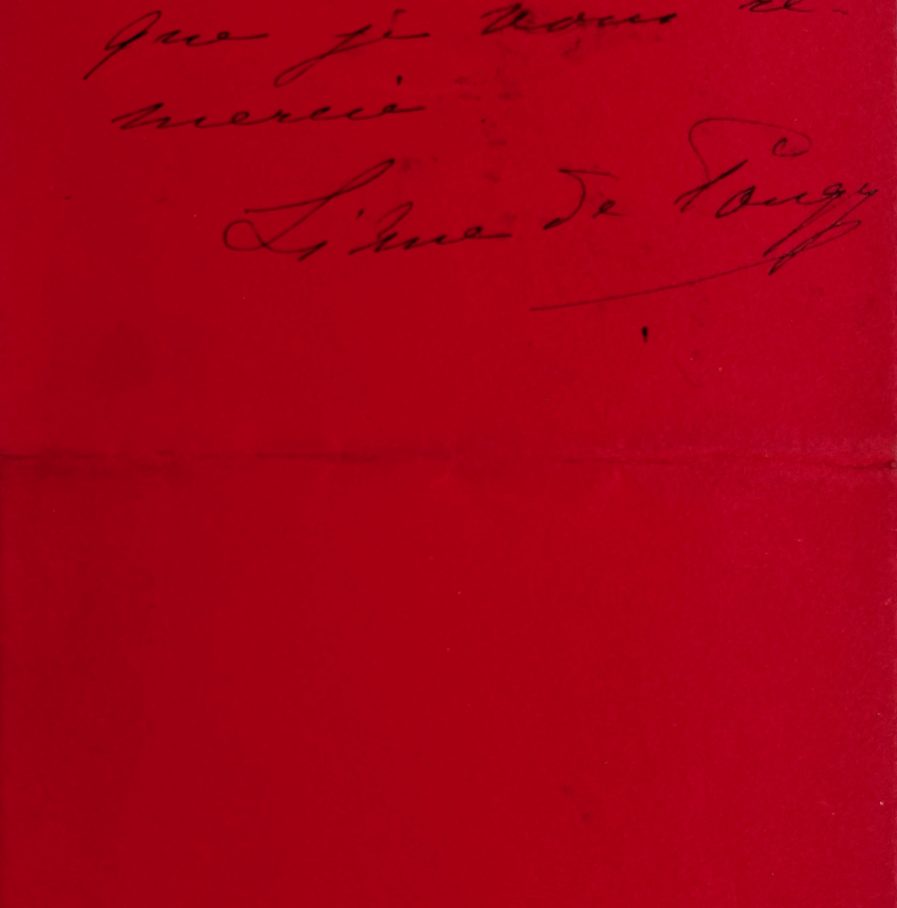 que je vous re-
mercie
Liane de Pougy